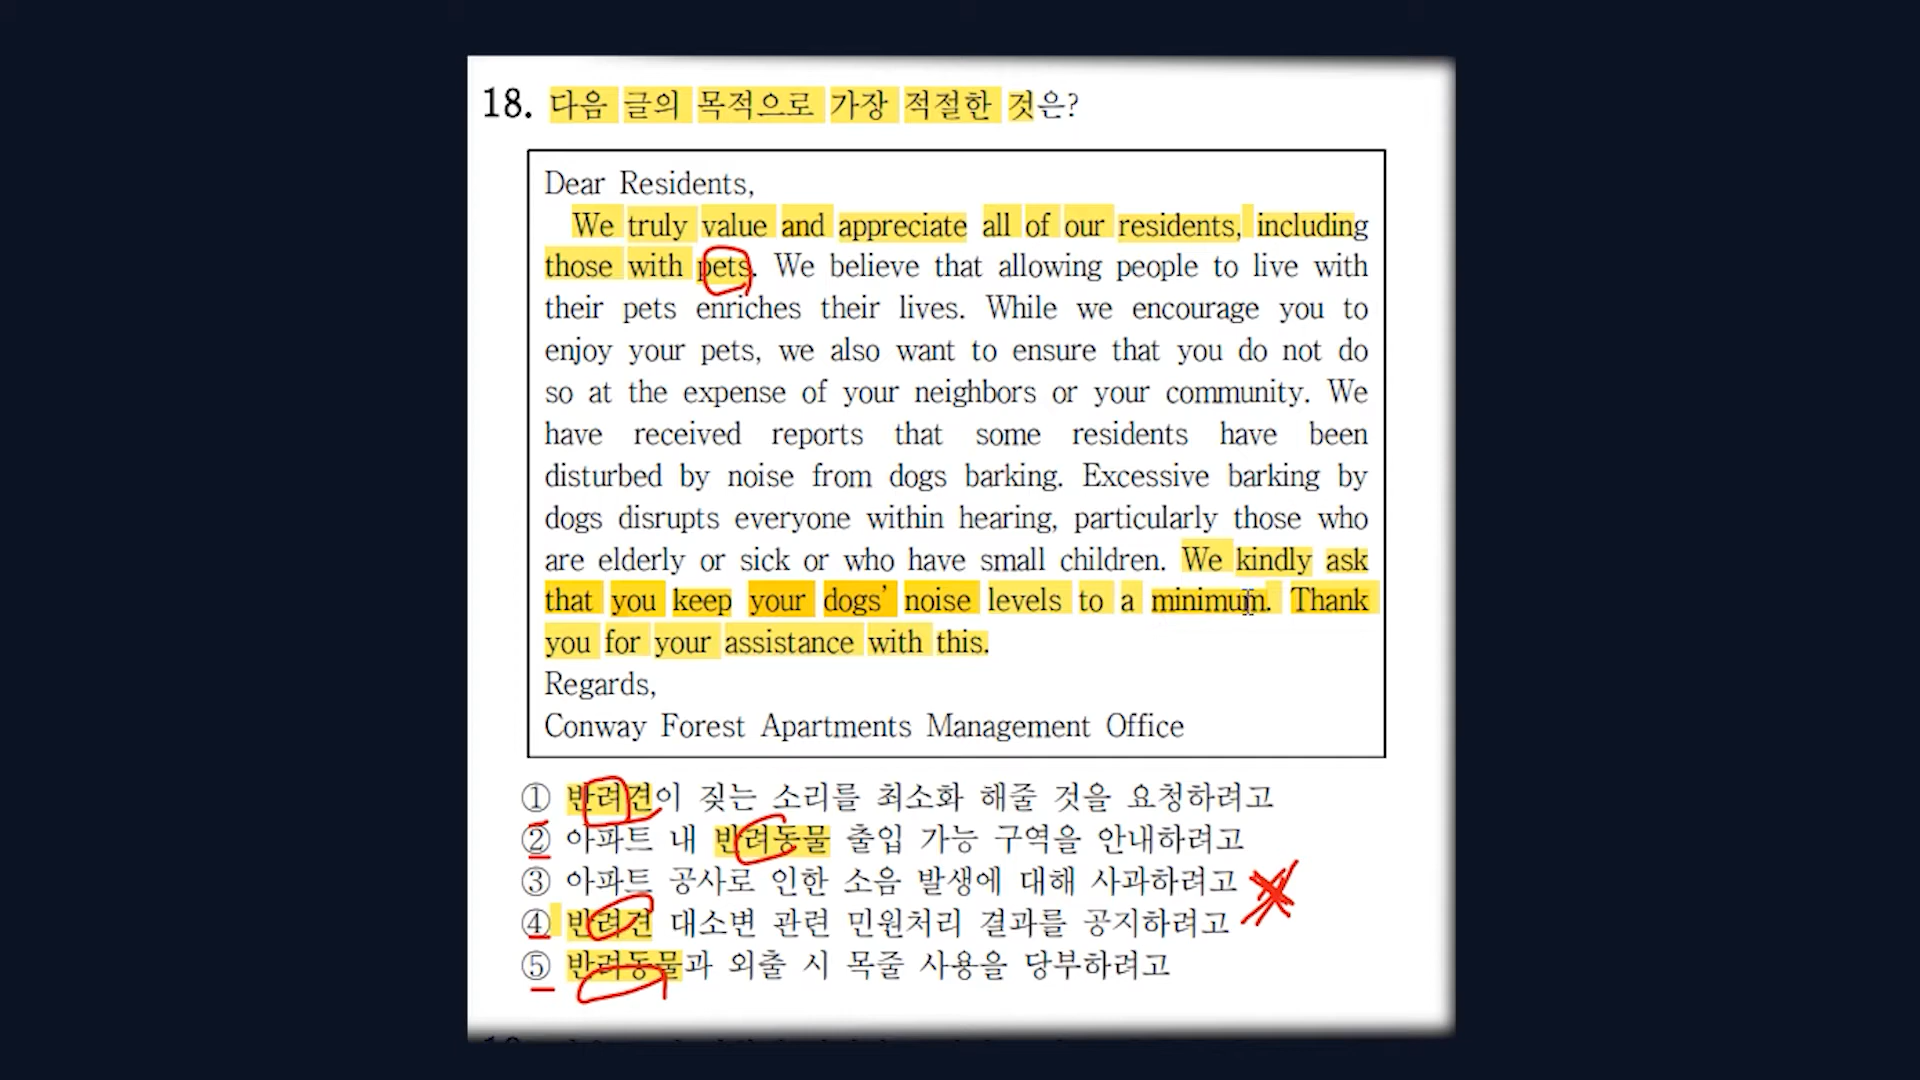 18. 다음 글의 목적으로 가장 적절한 것은?
Dear Residents,
We truly value and appreciate all of our residents, including
those with pets. We believe that allowing people to live with
their pets enriches their lives. While we encourage you to
enjoy your pets, we also want to ensure that you do not do
so at the expense of your neighbors or your community. We
have received reports that some residents have been
disturbed by noise from dogs barking. Excessive barking by
dogs disrupts everyone within hearing, particularly those who
are elderly or sick or who have small children. We kindly ask
that you keep your dogs’ noise levels to a minimum. Thank
you for your assistance with this.
Regards,
Conway Forest Apartments Management Office
① 반려견이 짖는 소리를 최소화 해줄 것을 요청하려고
② 아파트 내 반려동물 출입 가능 구역을 안내하려고
③ 아파트 공사로 인한 소음 발생에 대해 사과하려고
④ 반려견 대소변 관련 민원처리 결과를 공지하려고
⑤ 반려동물과 외출 시 목줄 사용을 당부하려고